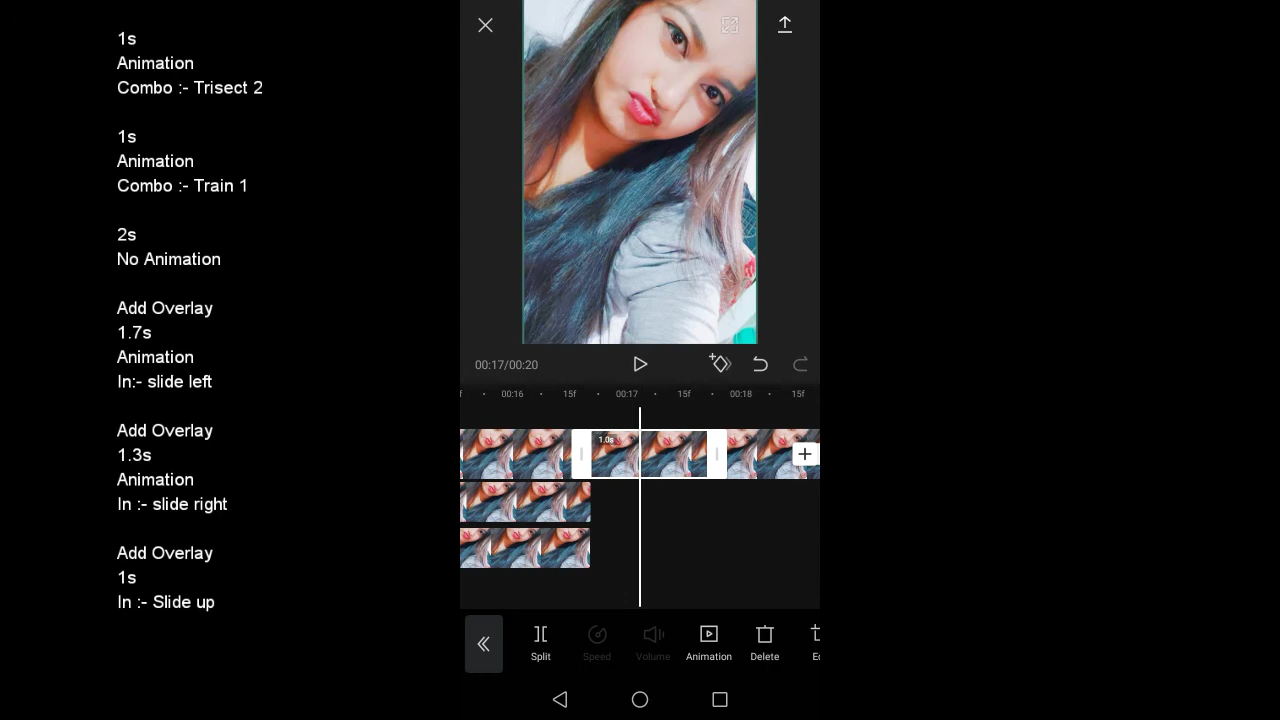 1s
Animation
Combo :- Trisect 2
1s
Animation
Combo :- Train 1
2s
No Animation
Add Overlay
1.7s
Animation
In:- slide left
Add Overlay
1.3s
Animation
In :- slide right
Add Overlay
1s
In :- Slide up
00:17/00:20
f 00:16 15f 00:17 15f 00:18 15f
1.0s
Split Speed Volume Animation Delete